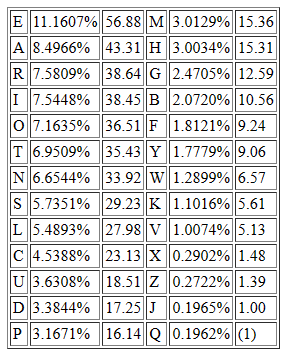 E 11.1607% 56.88 M 3.0129% 15.36
A 8.4966% 43.31 H 3.0034% 15.31
R 7.5809% 38.64 G 2.4705% 12.59
I 7.5448% 38.45 B 2.0720% 10.56
O 7.1635% 36.51 F 1.8121% 9.24
T 6.9509% 35.43 Y 1.7779% 9.06
N 6.6544% 33.92 W 1.2899% 6.57
S 5.7351% 29.23 K 1.1016% 5.61
L 5.4893% 27.98 V 1.0074% 5.13
C 4.5388% 23.13 X 0.2902% 1.48
U 3.6308% 18.51 Z 0.2722% 1.39
D 3.3844% 17.25 J 0.1965% 1.00
P 3.1671% 16.14 Q 0.1962% (1)